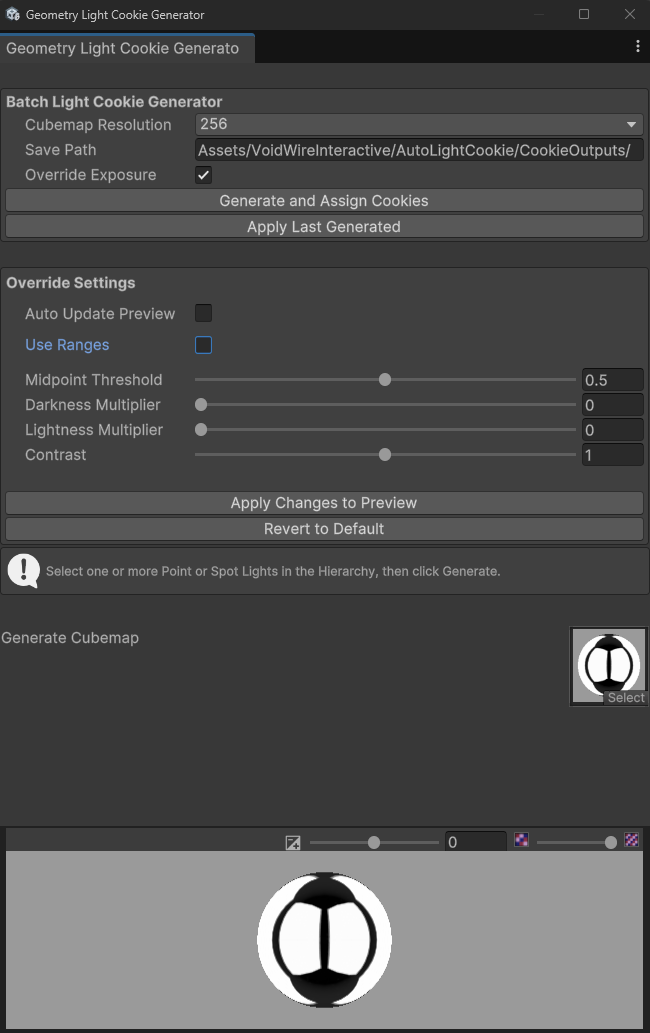 Geometry Light Cookie Generator
Geometry Light Cookie Generato
Batch Light Cookie Generator
Cubemap Resolution 256
Save Path Assets/VoidWireInteractive/AutoLightCookie/CookieOutputs/
Override Exposure
Generate and Assign Cookies
Apply Last Generated
Override Settings
Auto Update Preview
Use Ranges
Midpoint Threshold 0.5
Darkness Multiplier 0
Lightness Multiplier 0
Contrast 1
Apply Changes to Preview
Revert to Default
Select one or more Point or Spot Lights in the Hierarchy, then click Generate.
Generate Cubemap
Select
0